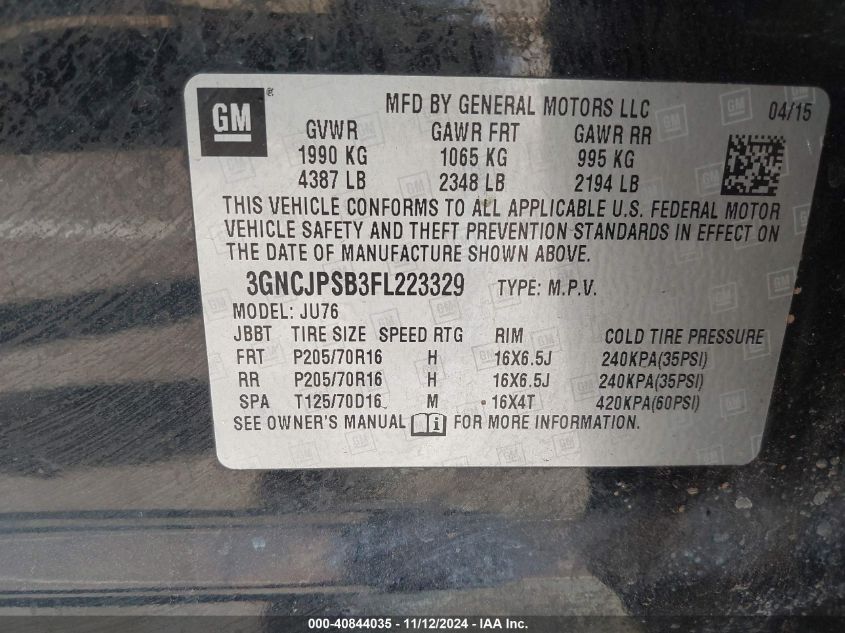 GM ®
MFD BY GENERAL MOTORS LLC 04/15
GVWR GAWR FRT GAWR RR
1990 KG 1065 KG 995 KG
4387 LB 2348 LB 2194 LB
THIS VEHICLE CONFORMS TO ALL APPLICABLE U.S. FEDERAL MOTOR
VEHICLE SAFETY AND THEFT PREVENTION STANDARDS IN EFFECT ON
THE DATE OF MANUFACTURE SHOWN ABOVE.
3GNCJPSB3FL223329 TYPE: M.P.V.
MODEL: JU76
JBBT TIRE SIZE SPEED RTG RIM COLD TIRE PRESSURE
FRT P205/70R16 H 16X6.5J 240KPA(35PSI)
RR P205/70R16 H 16X6.5J 240KPA(35PSI)
SPA T125/70D16 M 16X4T 420KPA(60PSI)
SEE OWNER'S MANUAL i FOR MORE INFORMATION.
000-40844035 - 11/12/2024 - IAA Inc.